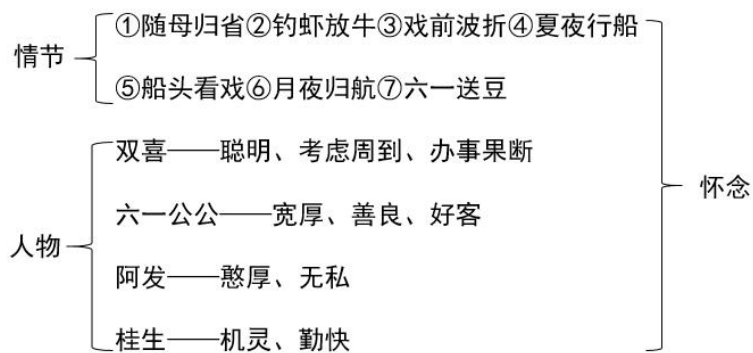 情节
①随母归省②钓虾放牛③戏前波折④夏夜行船
⑤船头看戏⑥月夜归航⑦六一送豆
人物
双喜——聪明、考虑周到、办事果断
六一公公——宽厚、善良、好客
阿发——憨厚、无私
桂生——机灵、勤快
怀念